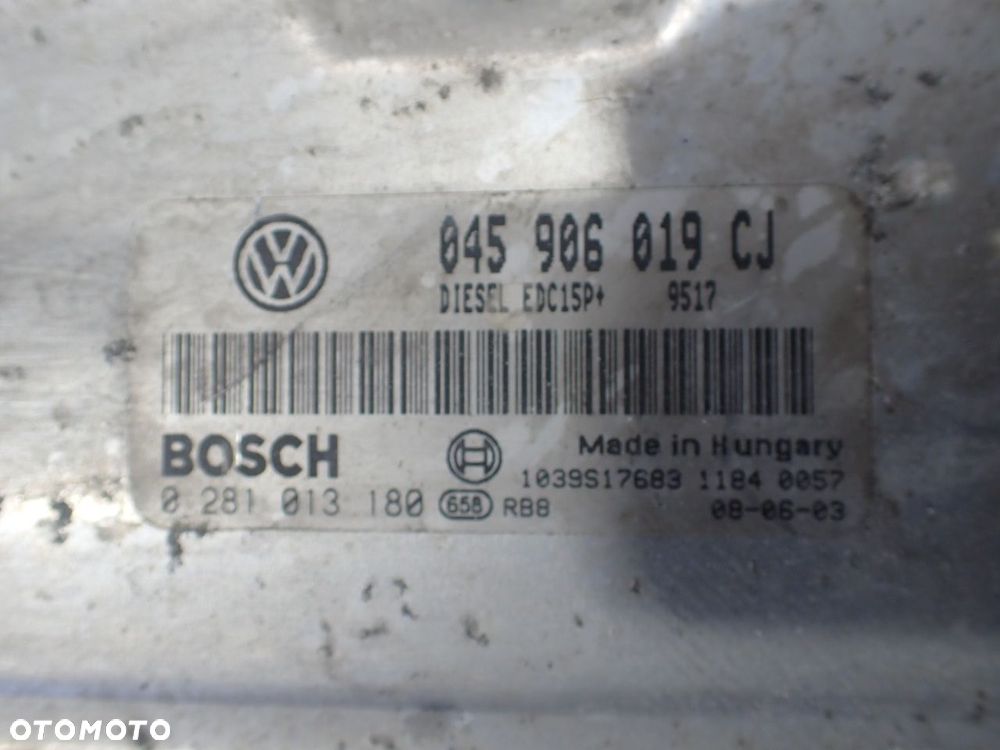 045 906 019 CJ
DIESEL EDC15P+ 9517
BOSCH
Made in Hungary
1039S17683 1184 0057
0 281 013 180 658 RB8
08-06-03
OTOMOTO